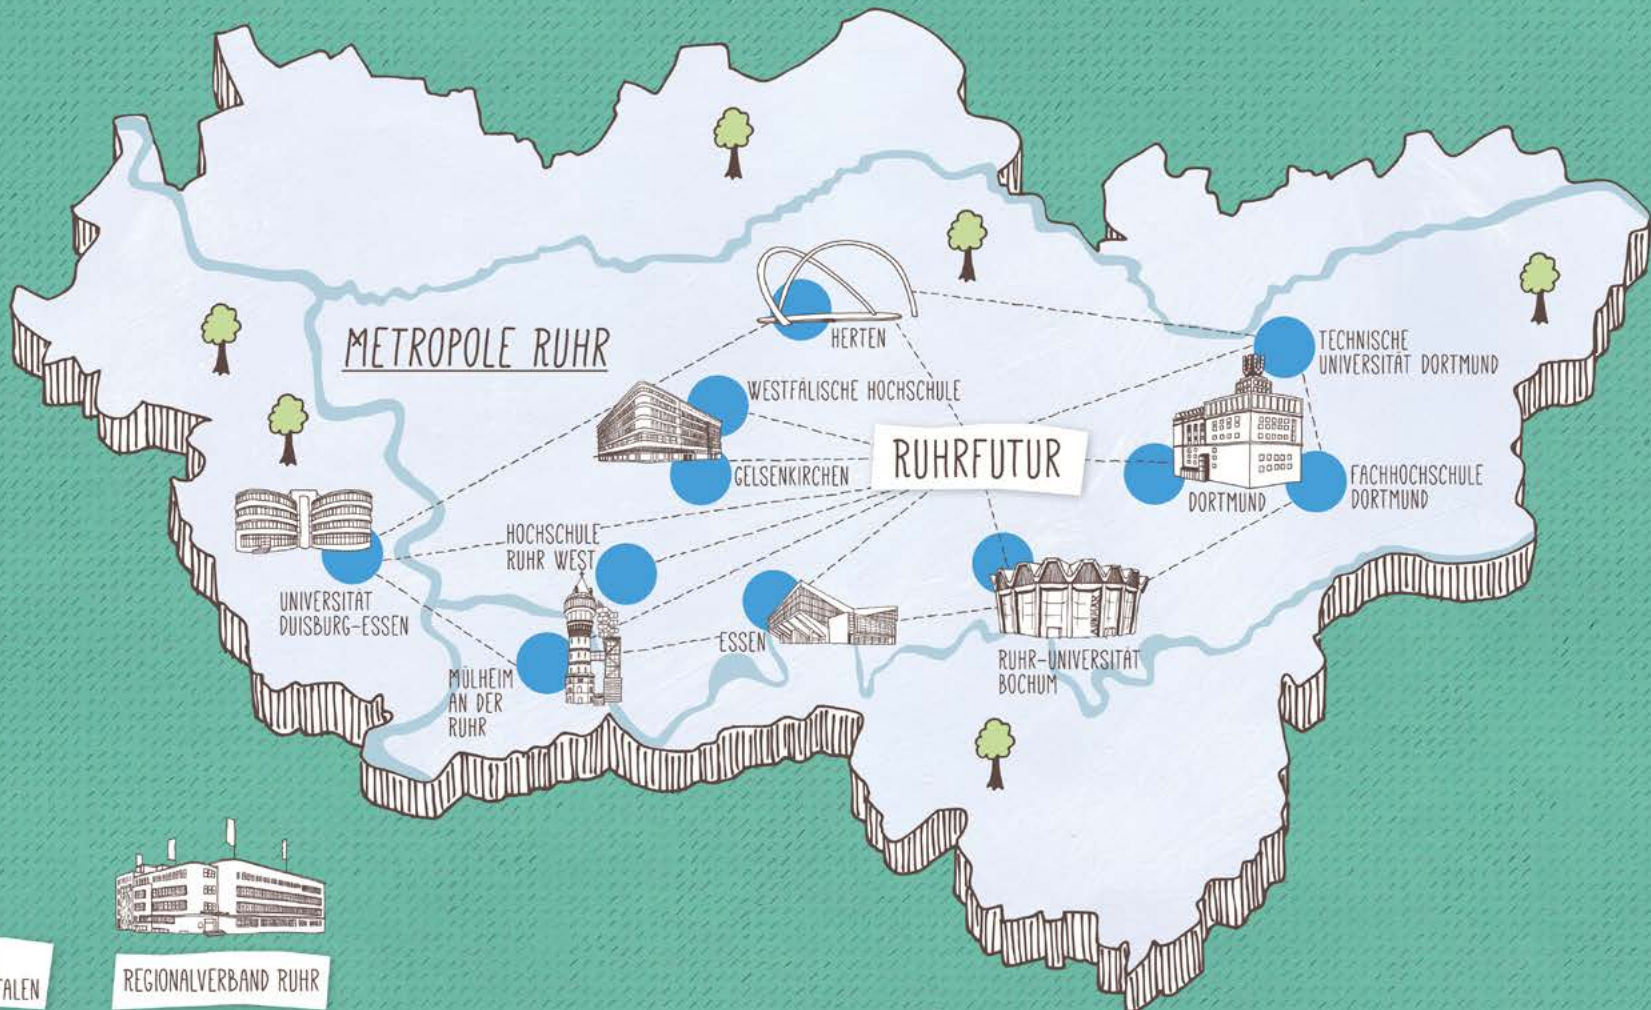 METROPOLE RUHR
HERTEN
TECHNISCHE
UNIVERSITÄT DORTMUND
WESTFÄLISCHE HOCHSCHULE
RUHRFUTUR
GELSENKIRCHEN
FACHHOCHSCHULE
DORTMUND
DORTMUND
HOCHSCHULE
RUHR WEST
UNIVERSITÄT
DUISBURG-ESSEN
ESSEN
MÜLHEIM
AN DER
RUHR
RUHR-UNIVERSITÄT
BOCHUM
REGIONALVERBAND RUHR